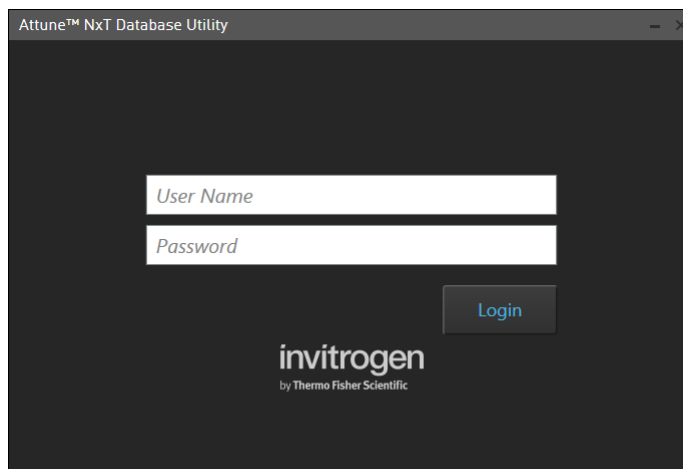 Attune™ NxT Database Utility
User Name
Password
Login
invitrogen
by Thermo Fisher Scientific